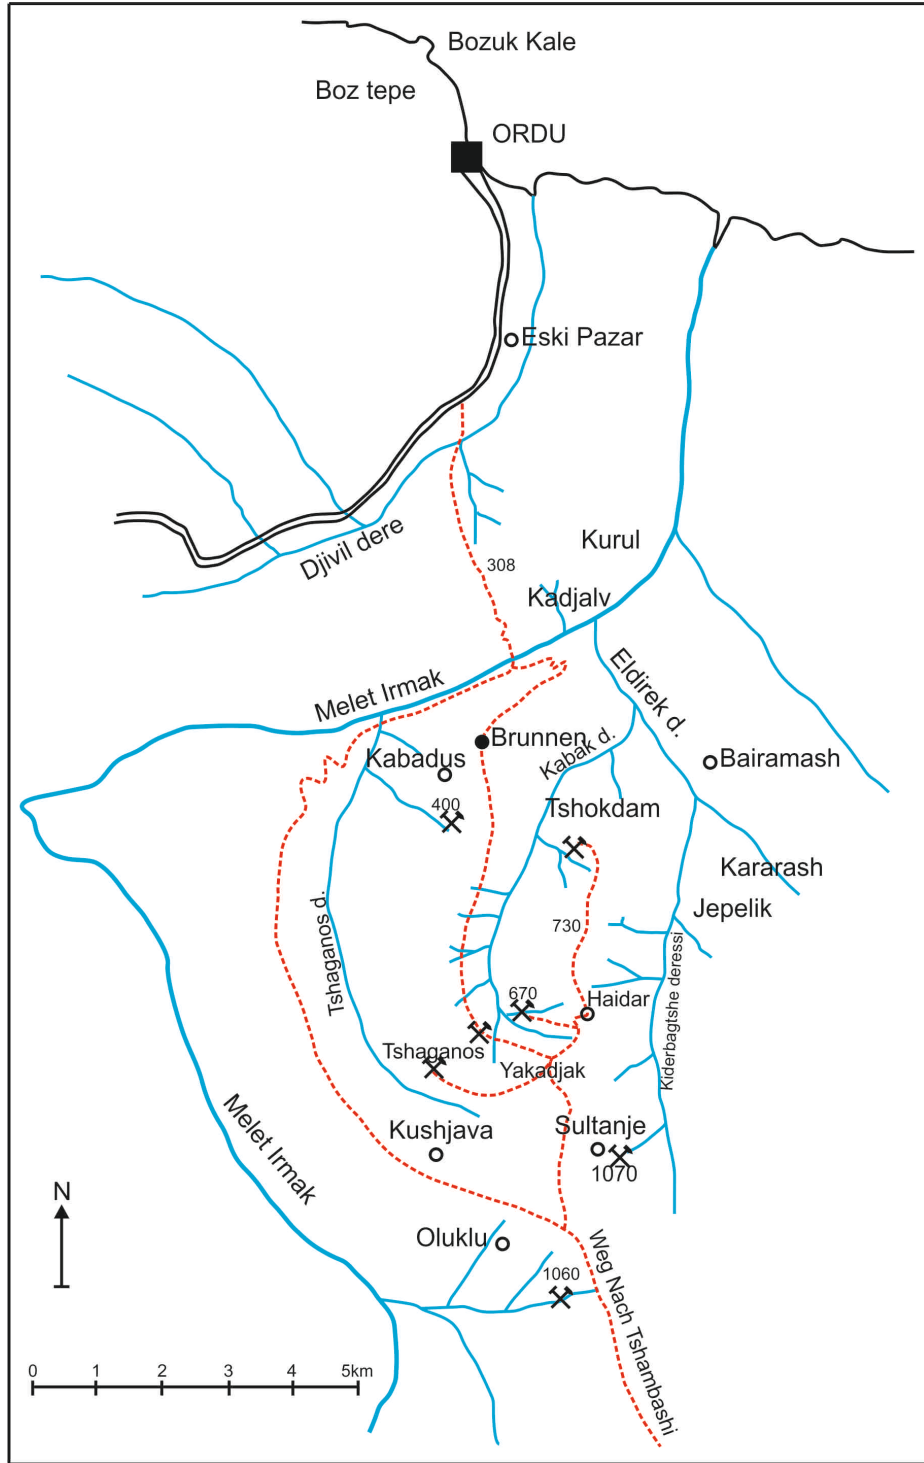 Bozuk Kale
Boz tepe
ORDU
Eski Pazar
Djivil dere
Kurul
308
Kadjalv
Eldirek d.
Melet Irmak
Brunnen
Kabak d.
Kabadus
Bairamash
400
Tshokdam
Kararash
Jepelik
Tshaganos d.
730
Kiderbagtshe deressi
670
Haidar
Tshaganos
Yakadjak
Melet Irmak
Kushjava
Sultanje
1070
N
Oluklu
Weg Nach Tshambashi
1060
0 1 2 3 4 5km